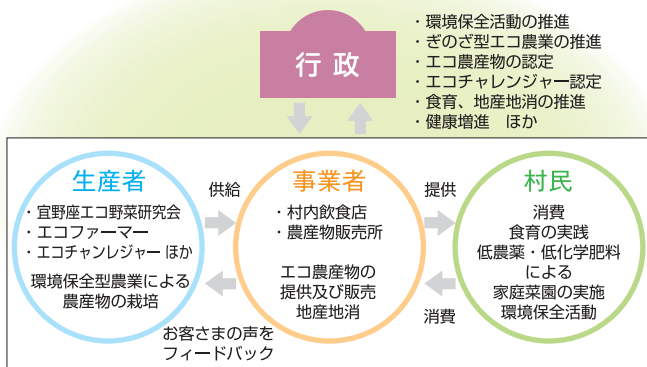 行政
・環境保全活動の推進
・ぎのざ型エコ農業の推進
・エコ農産物の認定
・エコチャレンジャー認定
・食育、地産地消の推進
・健康増進　ほか
生産者
・宜野座エコ野菜研究会
・エコファーマー
・エコチャンレジャー ほか
環境保全型農業による
農産物の栽培
供給
お客さまの声を
フィードバック
事業者
・村内飲食店
・農産物販売所
エコ農産物の
提供及び販売
地産地消
提供
消費
村民
消費
食育の実践
低農薬・低化学肥料
による
家庭菜園の実施
環境保全活動